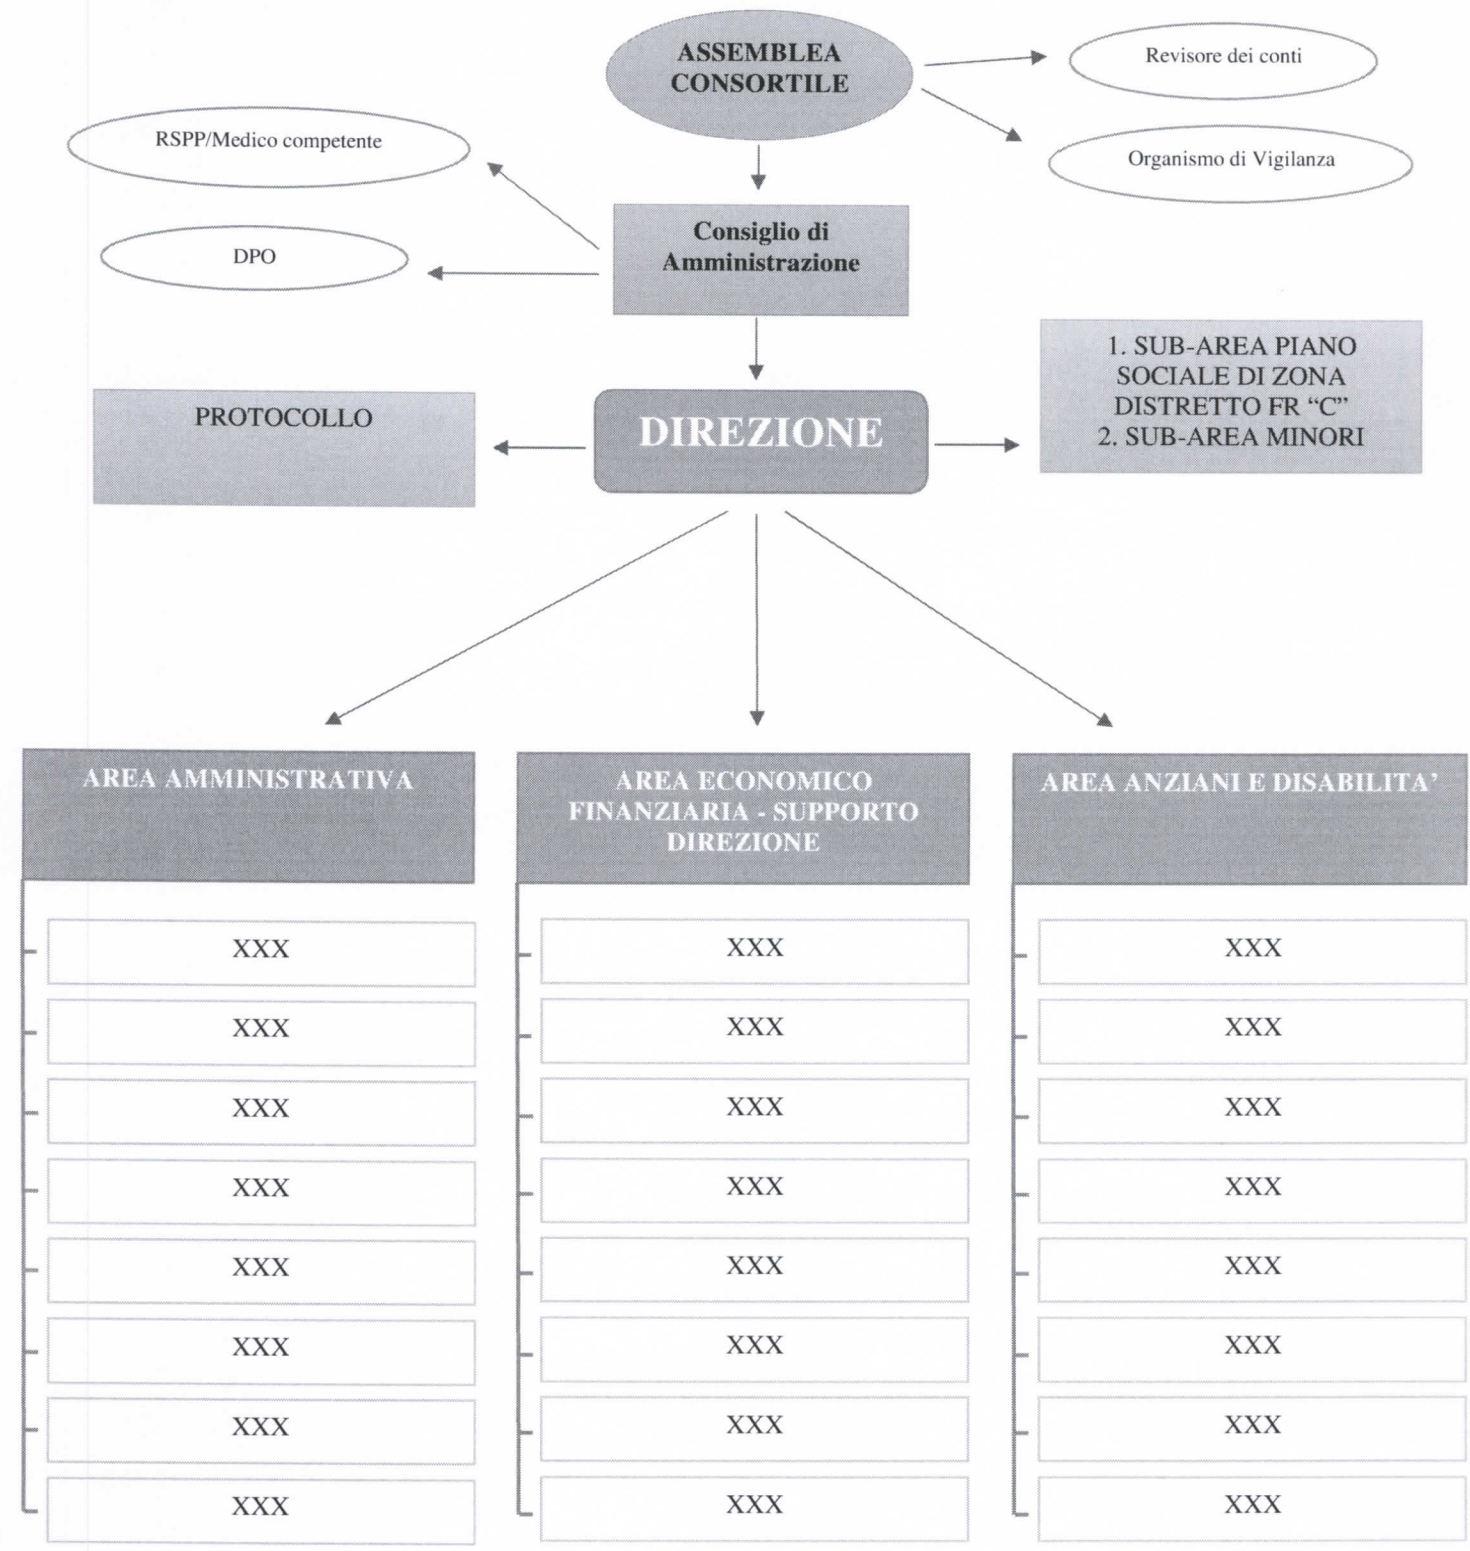 ASSEMBLEA
CONSORTILE
Revisore dei conti
Organismo di Vigilanza
RSPP/Medico competente
DPO
Consiglio di
Amministrazione
PROTOCOLLO
DIREZIONE
1. SUB-AREA PIANO
SOCIALE DI ZONA
DISTRETTO FR “C”
2. SUB-AREA MINORI
AREA AMMINISTRATIVA
XXX
XXX
XXX
XXX
XXX
XXX
XXX
XXX
AREA ECONOMICO
FINANZIARIA - SUPPORTO
DIREZIONE
XXX
XXX
XXX
XXX
XXX
XXX
XXX
XXX
AREA ANZIANI E DISABILITA’
XXX
XXX
XXX
XXX
XXX
XXX
XXX
XXX